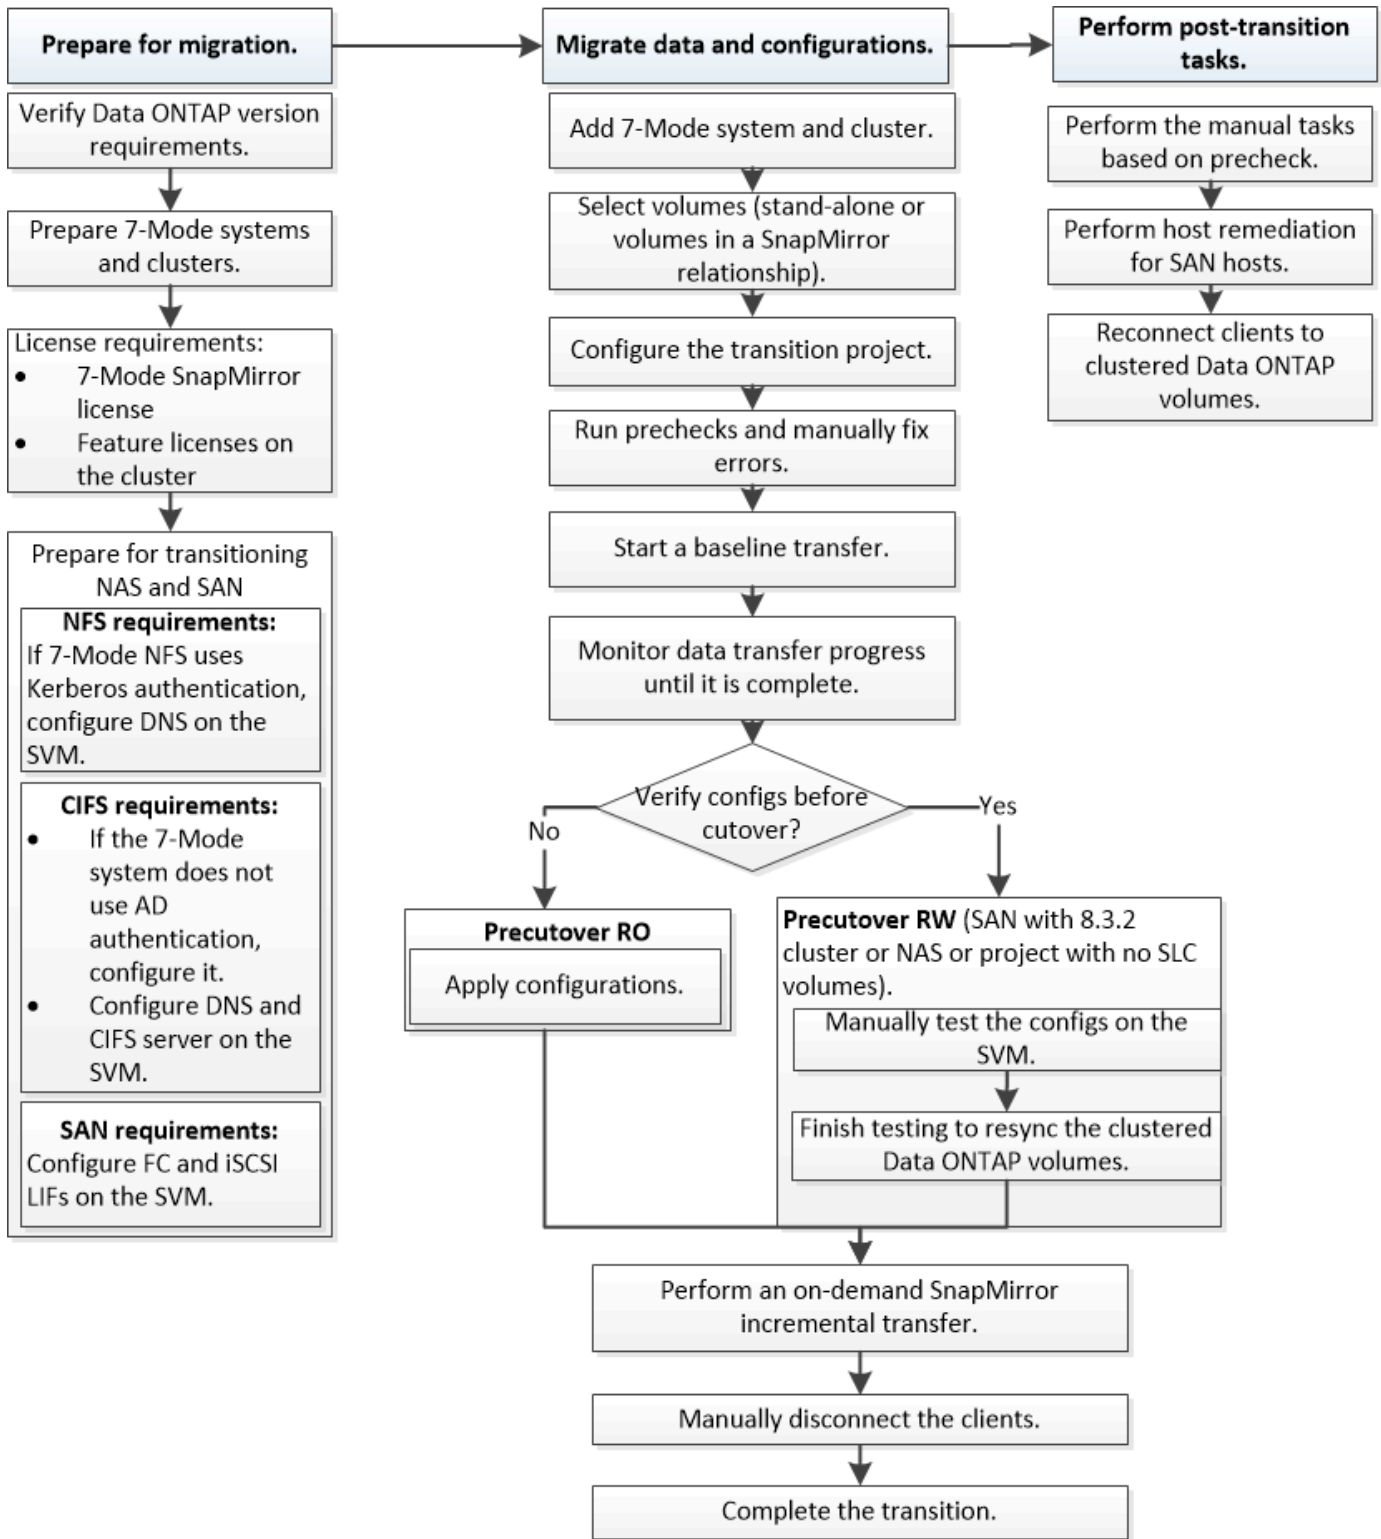 Prepare for migration.
Migrate data and configurations.
Perform post-transition
tasks.
Verify Data ONTAP version
requirements.
Prepare 7-Mode systems
and clusters.
License requirements:
• 7-Mode SnapMirror
license
• Feature licenses on
the cluster
Prepare for transitioning
NAS and SAN
NFS requirements:
If 7-Mode NFS uses
Kerberos authentication,
configure DNS on the
SVM.
CIFS requirements:
• If the 7-Mode
system does not
use AD
authentication,
configure it.
• Configure DNS and
CIFS server on the
SVM.
SAN requirements:
Configure FC and iSCSI
LIFs on the SVM.
Add 7-Mode system and cluster.
Select volumes (stand-alone or
volumes in a SnapMirror
relationship).
Configure the transition project.
Run prechecks and manually fix
errors.
Start a baseline transfer.
Monitor data transfer progress
until it is complete.
Verify configs before
cutover?
No
Yes
Precutover RO
Apply configurations.
Precutover RW (SAN with 8.3.2
cluster or NAS or project with no SLC
volumes).
Manually test the configs on the
SVM.
Finish testing to resync the clustered
Data ONTAP volumes.
Perform an on-demand SnapMirror
incremental transfer.
Manually disconnect the clients.
Complete the transition.
Perform the manual tasks
based on precheck.
Perform host remediation
for SAN hosts.
Reconnect clients to
clustered Data ONTAP
volumes.